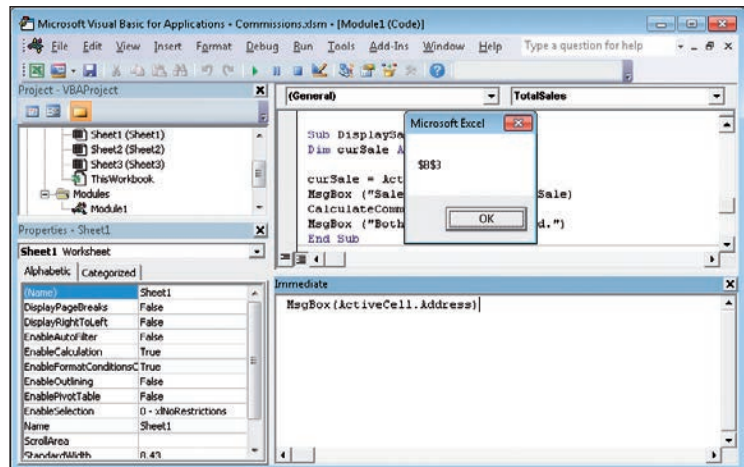 Microsoft Visual Basic for Applications - Commissions.xlsm - [Module1 (Code)]
File Edit View Insert Format Debug Run Tools Add-Ins Window Help Type a question for help
Project - VBAProject
Sheet1 (Sheet1)
Sheet2 (Sheet2)
Sheet3 (Sheet3)
ThisWorkbook
Modules
Module1
Properties - Sheet1
Sheet1 Worksheet
Alphabetic Categorized
(Name) Sheet1
DisplayPageBreaks False
DisplayRightToLeft False
EnableAutoFilter False
EnableCalculation True
EnableFormatConditionsC True
EnableOutlining False
EnablePivotTable False
EnableSelection 0 - xlNoRestrictions
Name Sheet1
ScrollArea
StandardWidth 8.43
(General) TotalSales
Sub DisplaySa
Dim curSale A
curSale = Act
MsgBox ("Sale Sale)
CalculateComm
MsgBox ("Both d.")
End Sub
Microsoft Excel
$B$3
OK
Immediate
MsgBox(ActiveCell.Address)